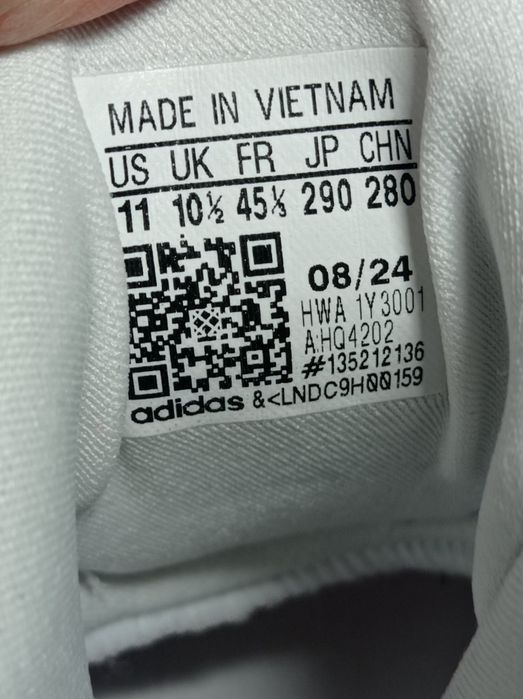 MADE IN VIETNAM
US UK FR JP CHN
11 10½ 45⅓ 290 280
08/24
HWA 1Y3001
A:HQ4202
#135212136
adidas &<LNDC9H00159